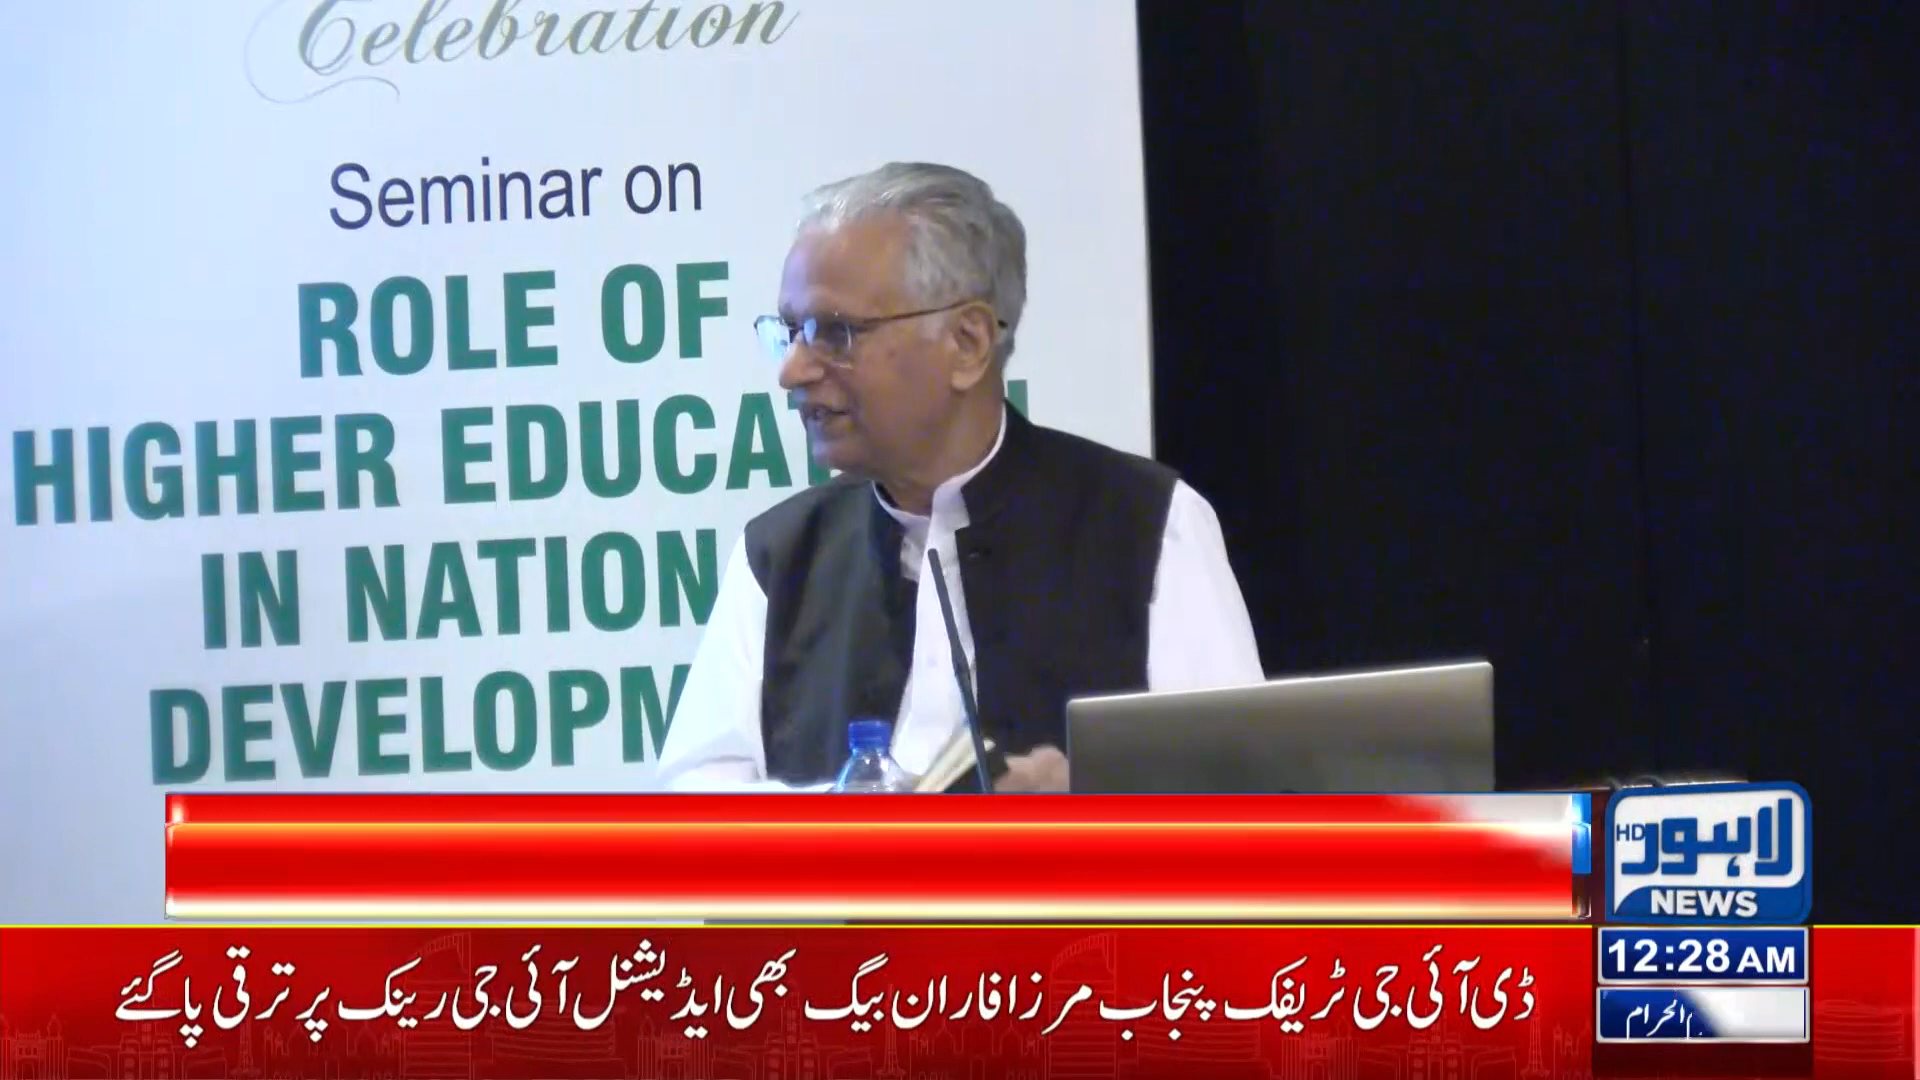 Celebration
Seminar on
ROLE OF
HIGHER EDUCAT
IN NATION
DEVELOPM
HD لاہور
NEWS
12:28 AM
ڈی آئی جی ٹریفک پنجاب مرزا فاران بیگ بھی ایڈیشنل آئی جی رینک پر ترقی پا گئے
الحرام